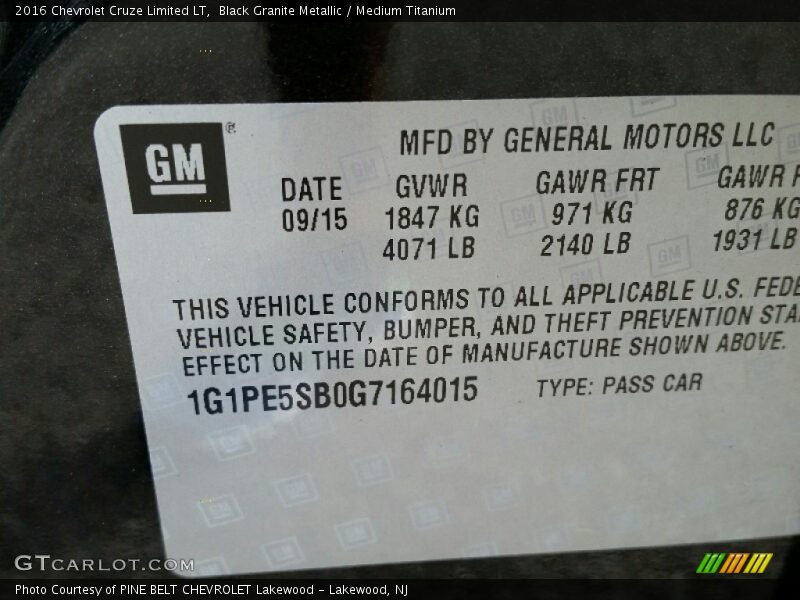 2016 Chevrolet Cruze Limited LT, Black Granite Metallic / Medium Titanium
GM®
MFD BY GENERAL MOTORS LLC
DATE GVWR GAWR FRT GAWR
09/15 1847 KG 971 KG 876 KG
4071 LB 2140 LB 1931 LB
THIS VEHICLE CONFORMS TO ALL APPLICABLE U.S.
VEHICLE SAFETY, BUMPER, AND THEFT PREVENTION
EFFECT ON THE DATE OF MANUFACTURE SHOWN ABOVE.
1G1PE5SB0G7164015 TYPE: PASS CAR
GTCARLOT.COM
Photo Courtesy of PINE BELT CHEVROLET Lakewood - Lakewood, NJ